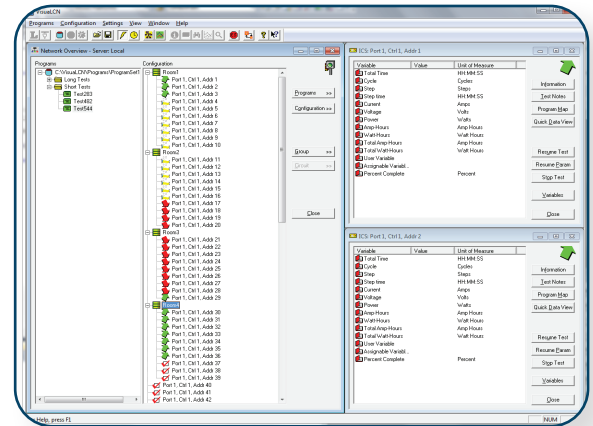 VisualLCN
Programs Configuration Settings View Window Help
Network Overview - Server: Local
Programs
C:\VisualLCN\Programs\ProgramSet1
Long Tests
Short Tests
Test283
Test482
Test544
Configuration
Room1
Port 1, Ctrl 1, Addr 1
Port 1, Ctrl 1, Addr 2
Port 1, Ctrl 1, Addr 3
Port 1, Ctrl 1, Addr 4
Port 1, Ctrl 1, Addr 5
Port 1, Ctrl 1, Addr 6
Port 1, Ctrl 1, Addr 7
Port 1, Ctrl 1, Addr 8
Port 1, Ctrl 1, Addr 9
Port 1, Ctrl 1, Addr 10
Room2
Port 1, Ctrl 1, Addr 11
Port 1, Ctrl 1, Addr 12
Port 1, Ctrl 1, Addr 13
Port 1, Ctrl 1, Addr 14
Port 1, Ctrl 1, Addr 15
Port 1, Ctrl 1, Addr 16
Port 1, Ctrl 1, Addr 17
Port 1, Ctrl 1, Addr 18
Port 1, Ctrl 1, Addr 19
Port 1, Ctrl 1, Addr 20
Room3
Port 1, Ctrl 1, Addr 21
Port 1, Ctrl 1, Addr 22
Port 1, Ctrl 1, Addr 23
Port 1, Ctrl 1, Addr 24
Port 1, Ctrl 1, Addr 25
Port 1, Ctrl 1, Addr 26
Port 1, Ctrl 1, Addr 27
Port 1, Ctrl 1, Addr 28
Port 1, Ctrl 1, Addr 29
Room4
Port 1, Ctrl 1, Addr 30
Port 1, Ctrl 1, Addr 31
Port 1, Ctrl 1, Addr 32
Port 1, Ctrl 1, Addr 33
Port 1, Ctrl 1, Addr 34
Port 1, Ctrl 1, Addr 35
Port 1, Ctrl 1, Addr 36
Port 1, Ctrl 1, Addr 37
Port 1, Ctrl 1, Addr 38
Port 1, Ctrl 1, Addr 39
Port 1, Ctrl 1, Addr 40
Port 1, Ctrl 1, Addr 41
Port 1, Ctrl 1, Addr 42
Programs >>
Configuration >>
Group >>
Circuit >>
Close
ICS: Port 1, Ctrl 1, Addr 1
Variable Value Unit of Measure
Total Time HH:MM:SS
Cycle Cycles
Step Steps
Step time HH:MM:SS
Current Amps
Voltage Volts
Power Watts
Amp-Hours Amp Hours
Watt-Hours Watt Hours
Total Amp-Hours Amp Hours
Total Watt-Hours Watt Hours
User Variable
Assignable Variabl...
Percent Complete Percent
Information
Test Notes
Program Map
Quick Data View
Resume Test
Resume Param
Stop Test
Variables
Close
ICS: Port 1, Ctrl 1, Addr 2
Variable Value Unit of Measure
Total Time HH:MM:SS
Cycle Cycles
Step Steps
Step time HH:MM:SS
Current Amps
Voltage Volts
Power Watts
Amp-Hours Amp Hours
Watt-Hours Watt Hours
Total Amp-Hours Amp Hours
Total Watt-Hours Watt Hours
User Variable
Assignable Variabl...
Percent Complete Percent
Information
Test Notes
Program Map
Quick Data View
Resume Test
Resume Param
Stop Test
Variables
Close
Help, press F1
NUM